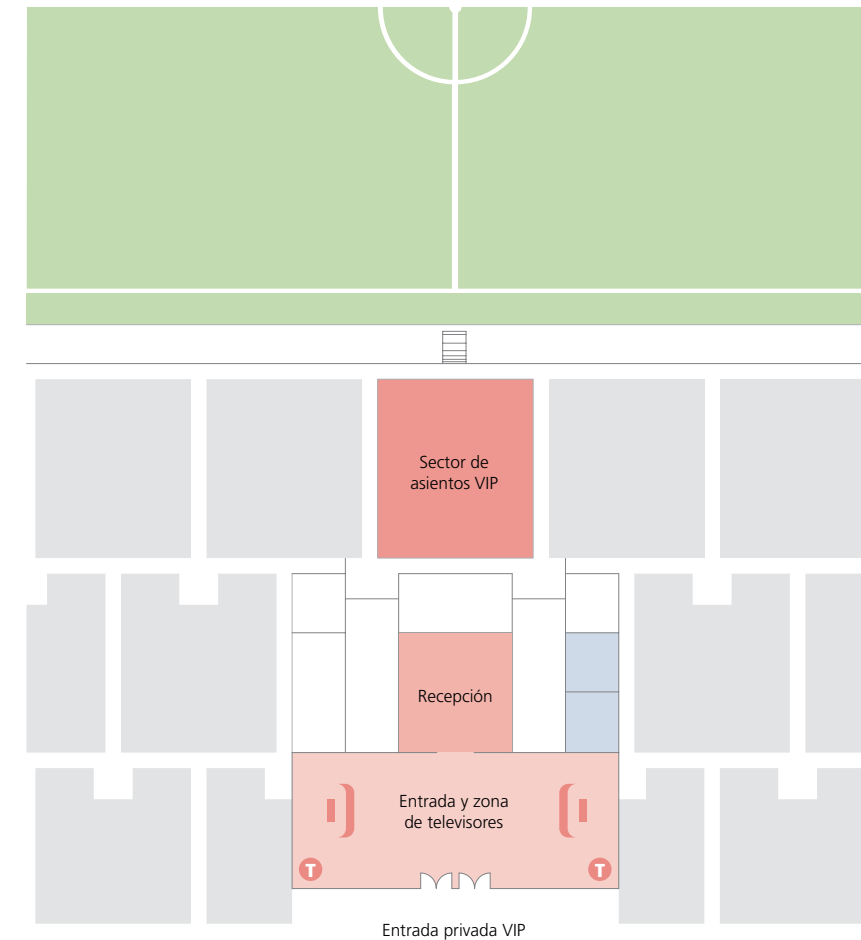 Sector de
asientos VIP
Recepción
Entrada y zona
de televisores
T
T
Entrada privada VIP